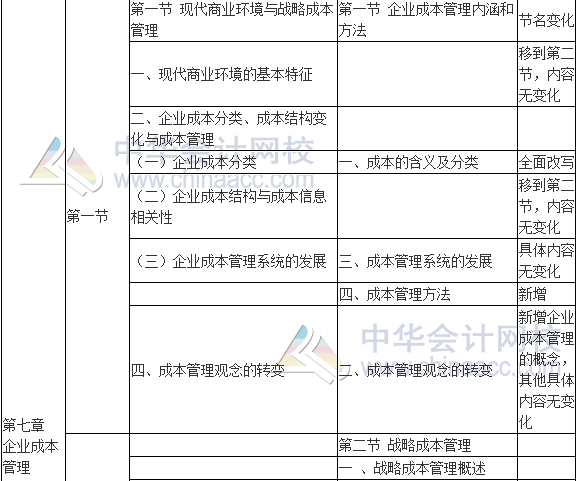 第一节 现代商业环境与战略成本
管理
第一节 企业成本管理内涵和
方法
节名变化
一、现代商业环境的基本特征
移到第二
节，内容
无变化
二、企业成本分类、成本结构变
化与成本管理
（一）企业成本分类
一、成本的含义及分类
全面改写
第一节
（二）企业成本结构与成本信息
相关性
移到第二
节，内容
无变化
（三）企业成本管理系统的发展
三、成本管理系统的发展
具体内容
无变化
四、成本管理方法
新增
四、成本管理观念的转变
二、成本管理观念的转变
新增企业
成本管理
的概念，
其他具体
内容无变
化
第七章
企业成本
管理
第二节 战略成本管理
一 、战略成本管理概述
中华会计网校
www.chinaacc.com
中华会计网校
www.chinaacc.com